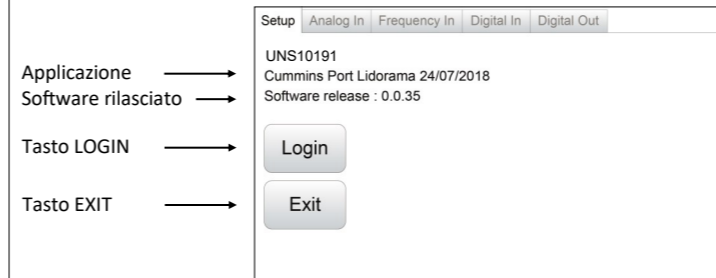 Setup Analog In Frequency In Digital In Digital Out
UNS10191
Applicazione
Cummins Port Lidorama 24/07/2018
Software rilasciato
Software release : 0.0.35
Tasto LOGIN
Login
Tasto EXIT
Exit